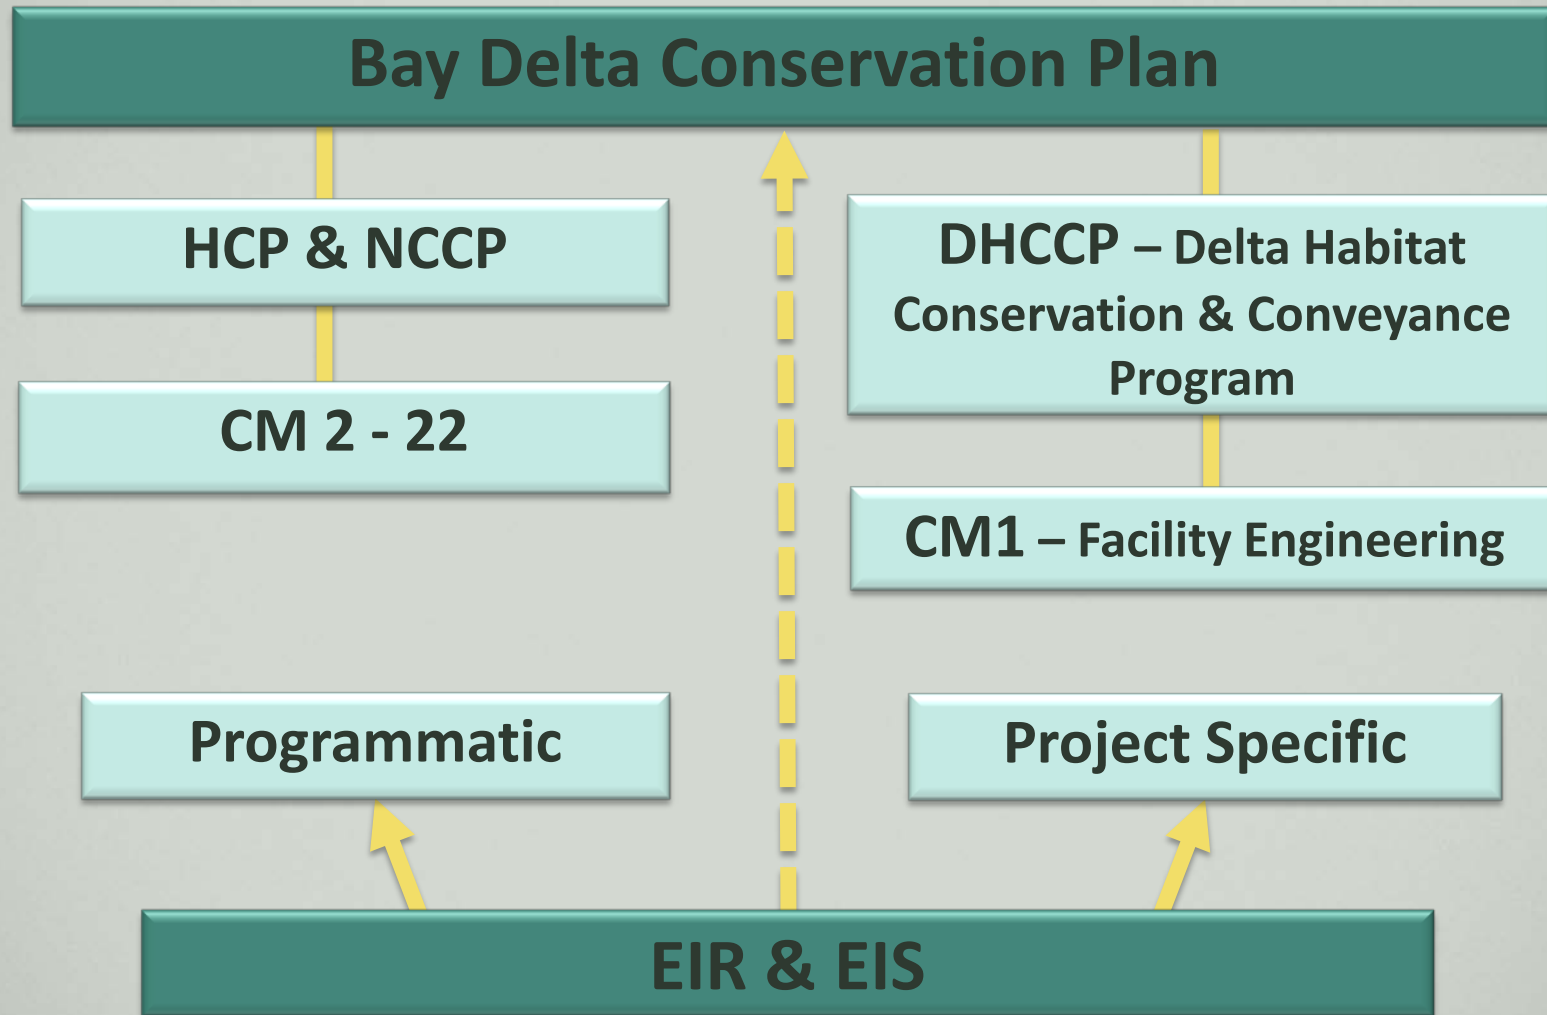 Bay Delta Conservation Plan
HCP & NCCP
CM 2 - 22
DHCCP – Delta Habitat
Conservation & Conveyance
Program
CM1 – Facility Engineering
Programmatic
Project Specific
EIR & EIS